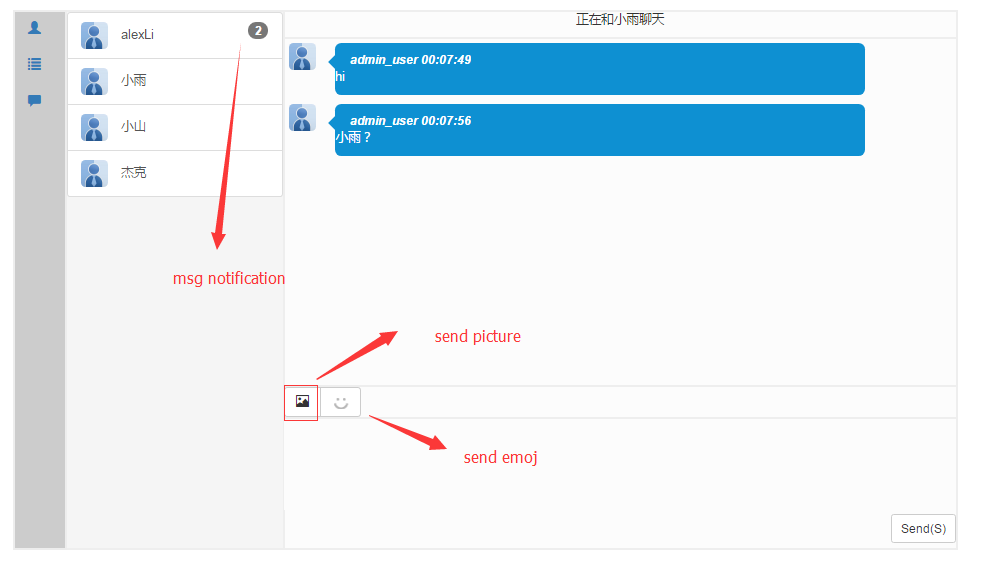 alexLi
2
小雨
小山
杰克
msg notification
正在和小雨聊天
admin_user 00:07:49
hi
admin_user 00:07:56
小雨？
send picture
send emoj
Send(S)